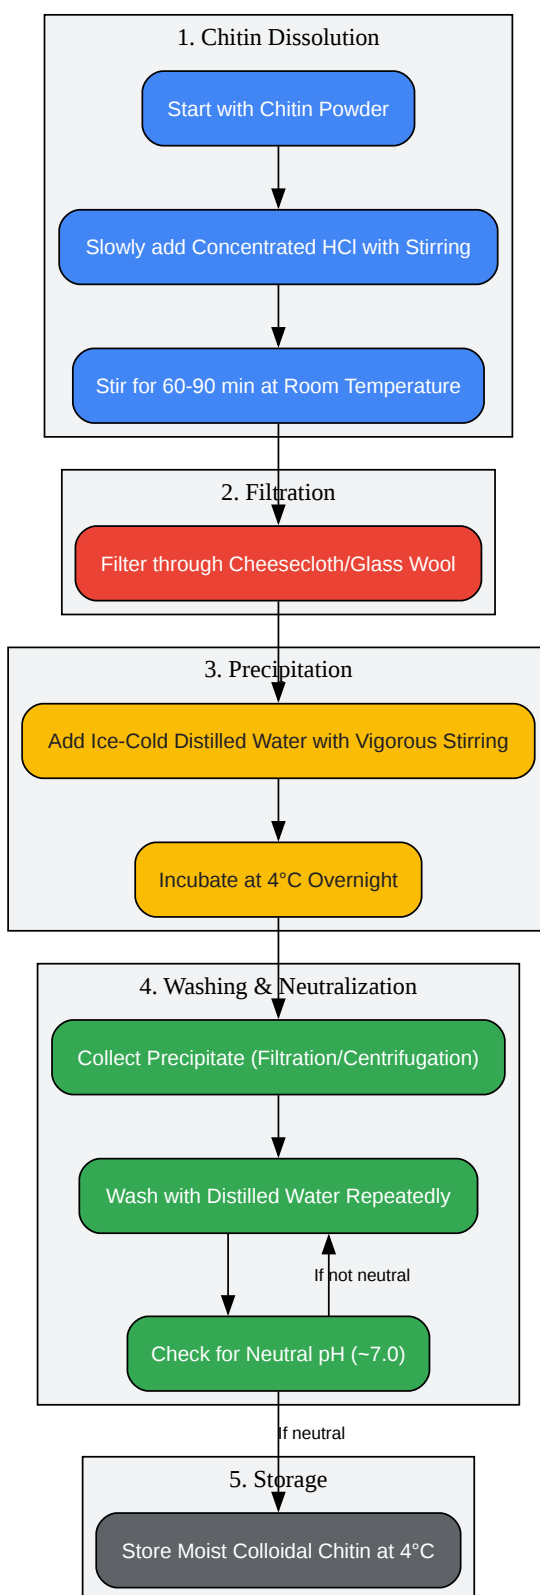 1. Chitin Dissolution
Start with Chitin Powder
Slowly add Concentrated HCl with Stirring
Stir for 60-90 min at Room Temperature
2. Filtration
Filter through Cheesecloth/Glass Wool
3. Precipitation
Add Ice-Cold Distilled Water with Vigorous Stirring
Incubate at 4°C Overnight
4. Washing & Neutralization
Collect Precipitate (Filtration/Centrifugation)
Wash with Distilled Water Repeatedly
If not neutral
Check for Neutral pH (~7.0)
If neutral
5. Storage
Store Moist Colloidal Chitin at 4°C